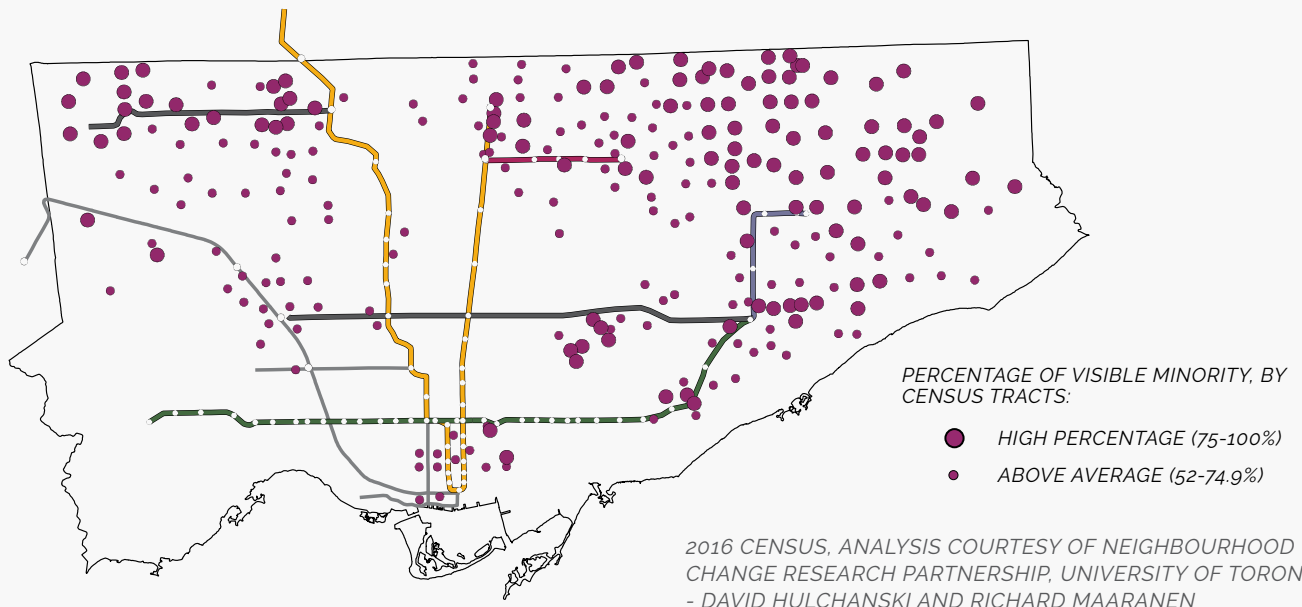 PERCENTAGE OF VISIBLE MINORITY, BY
CENSUS TRACTS:
HIGH PERCENTAGE (75-100%)
ABOVE AVERAGE (52-74.9%)
2016 CENSUS, ANALYSIS COURTESY OF NEIGHBOURHOOD
CHANGE RESEARCH PARTNERSHIP, UNIVERSITY OF TORON
- DAVID HULCHANSKI AND RICHARD MAARANEN